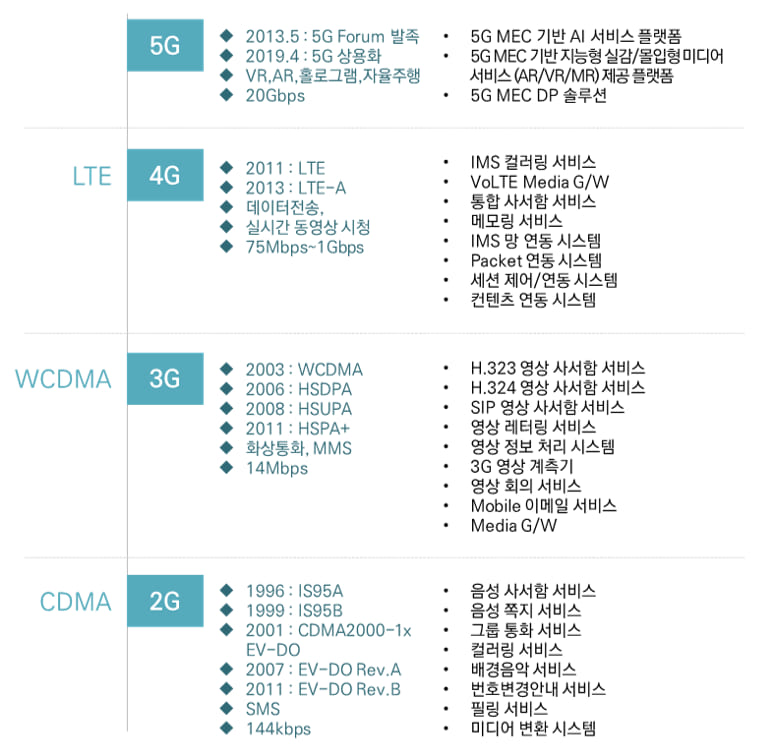 5G
◆ 2013.5 : 5G Forum 발족
◆ 2019.4 : 5G 상용화
◆ VR,AR,홀로그램,자율주행
◆ 20Gbps
• 5G MEC 기반 AI 서비스 플랫폼
• 5G MEC 기반 지능형 실감/몰입형 미디어
서비스 (AR/VR/MR) 제공 플랫폼
• 5G MEC DP 솔루션
LTE
4G
◆ 2011 : LTE
◆ 2013 : LTE-A
◆ 데이터전송,
◆ 실시간 동영상 시청
◆ 75Mbps~1Gbps
• IMS 컬러링 서비스
• VoLTE Media G/W
• 통합 사서함 서비스
• 메모링 서비스
• IMS 망 연동 시스템
• Packet 연동 시스템
• 세션 제어/연동 시스템
• 컨텐츠 연동 시스템
WCDMA
3G
◆ 2003 : WCDMA
◆ 2006 : HSDPA
◆ 2008 : HSUPA
◆ 2011 : HSPA+
◆ 화상통화, MMS
◆ 14Mbps
• H.323 영상 사서함 서비스
• H.324 영상 사서함 서비스
• SIP 영상 사서함 서비스
• 영상 레터링 서비스
• 영상 정보 처리 시스템
• 3G 영상 계측기
• 영상 회의 서비스
• Mobile 이메일 서비스
• Media G/W
CDMA
2G
◆ 1996 : IS95A
◆ 1999 : IS95B
◆ 2001 : CDMA2000-1x
EV-DO
◆ 2007 : EV-DO Rev.A
◆ 2011 : EV-DO Rev.B
◆ SMS
◆ 144kbps
• 음성 사서함 서비스
• 음성 쪽지 서비스
• 그룹 통화 서비스
• 컬러링 서비스
• 배경음악 서비스
• 번호변경안내 서비스
• 필링 서비스
• 미디어 변환 시스템